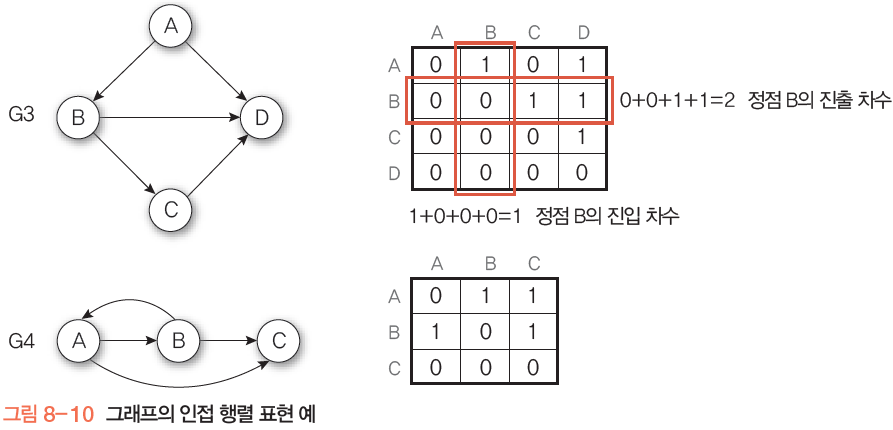 G3
A
B
D
C
A B C D
A 0 1 0 1
B 0 0 1 1 0+0+1+1=2 정점 B의 진출 차수
C 0 0 0 1
D 0 0 0 0
1+0+0+0=1 정점 B의 진입 차수
G4
A B C
A B C
A 0 1 1
B 1 0 1
C 0 0 0
그림 8-10 그래프의 인접 행렬 표현 예